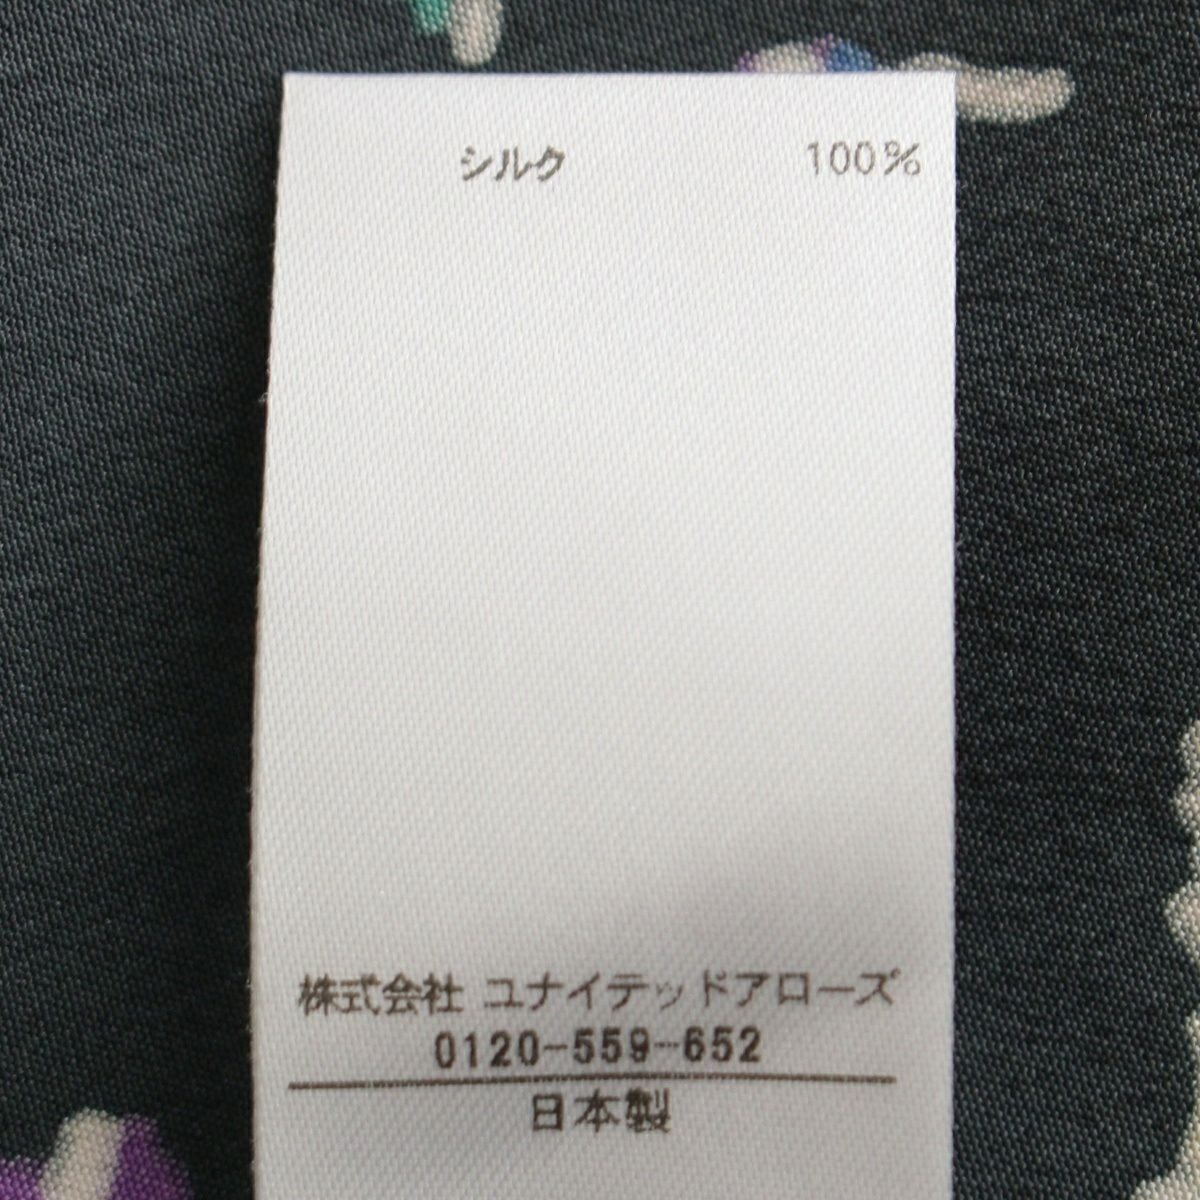 シルク 100%
株式会社 ユナイテッドアローズ
0120-559-652
日本製